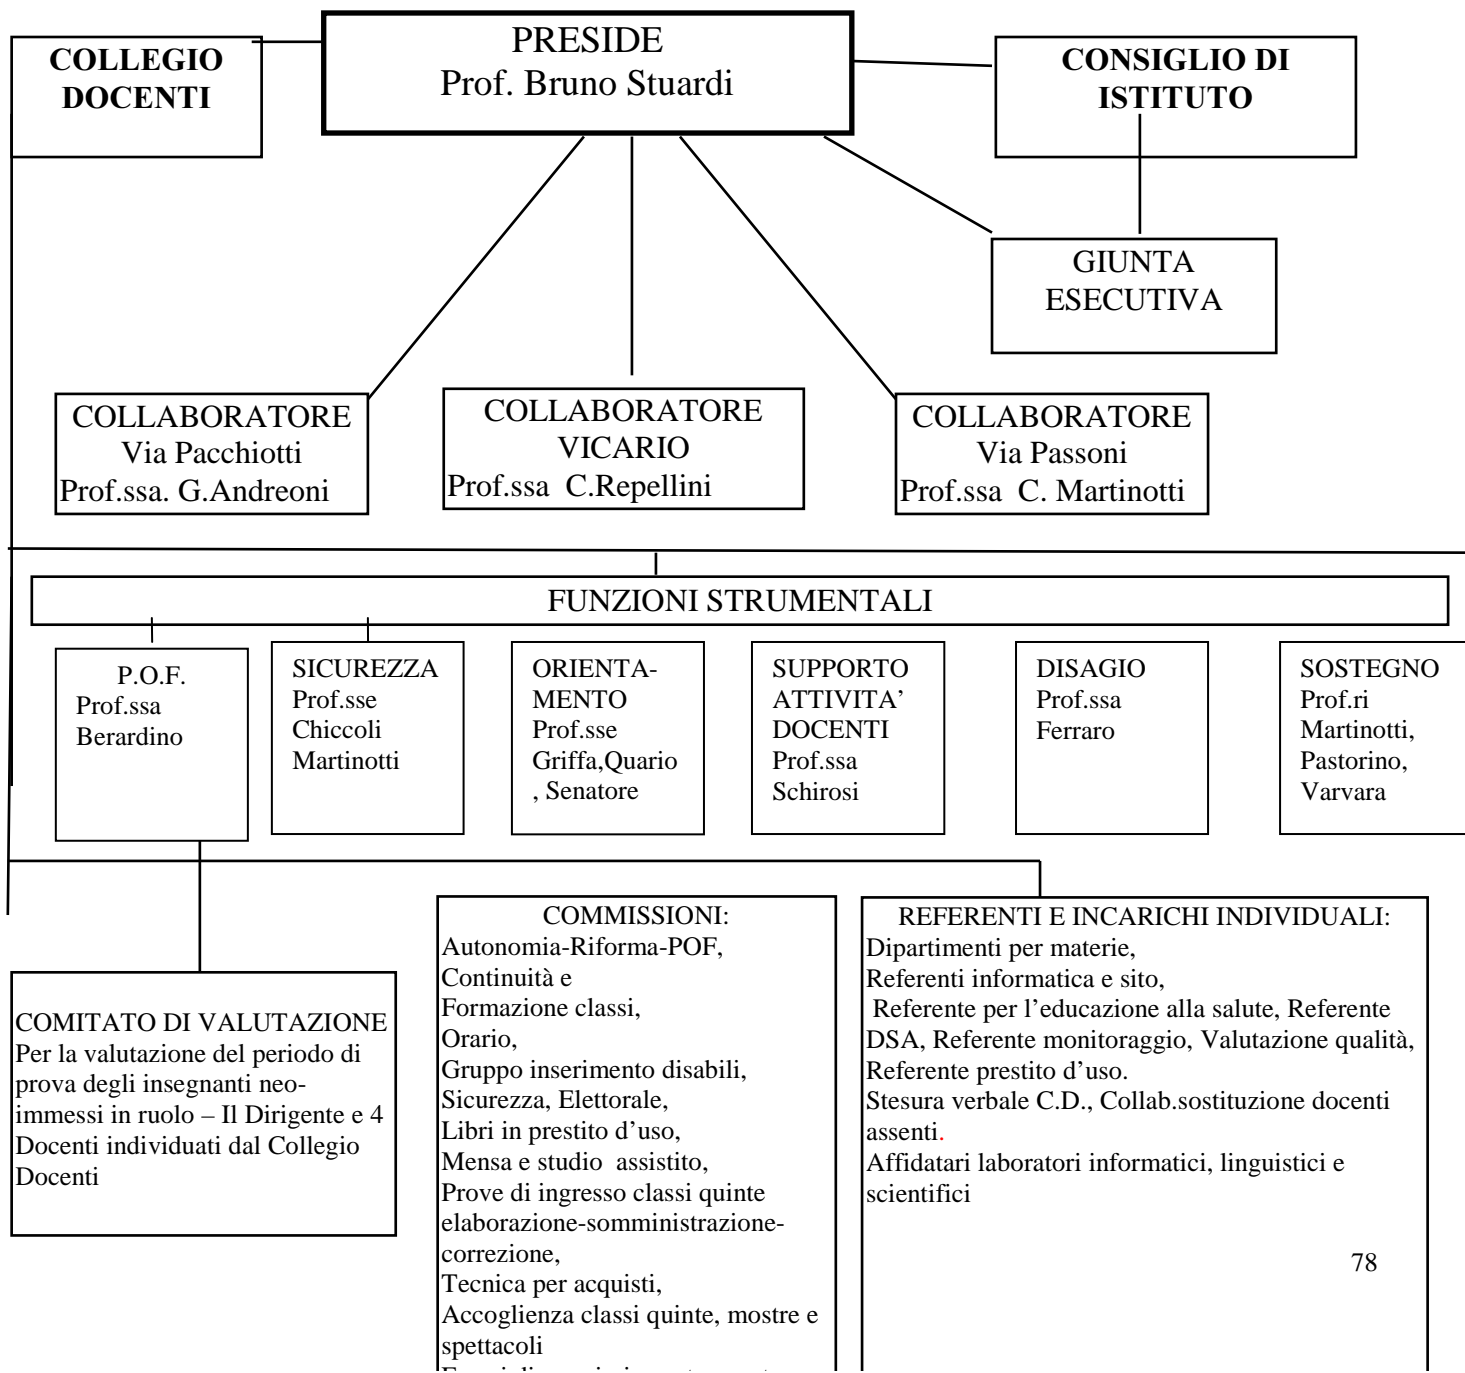 COLLEGIO
DOCENTI
PRESIDE
Prof. Bruno Stuardi
CONSIGLIO DI
ISTITUTO
GIUNTA
ESECUTIVA
COLLABORATORE
Via Pacchiotti
Prof.ssa. G.Andreoni
COLLABORATORE
VICARIO
Prof.ssa C.Repellini
COLLABORATORE
Via Passoni
Prof.ssa C. Martinotti
FUNZIONI STRUMENTALI
P.O.F.
Prof.ssa
Berardino
SICUREZZA
Prof.sse
Chiccoli
Martinotti
ORIENTA-
MENTO
Prof.sse
Griffa,Quario
, Senatore
SUPPORTO
ATTIVITA’
DOCENTI
Prof.ssa
Schirosi
DISAGIO
Prof.ssa
Ferraro
SOSTEGNO
Prof.ri
Martinotti,
Pastorino,
Varvara
COMITATO DI VALUTAZIONE
Per la valutazione del periodo di
prova degli insegnanti neo-
immessi in ruolo – Il Dirigente e 4
Docenti individuati dal Collegio
Docenti
COMMISSIONI:
Autonomia-Riforma-POF,
Continuità e
Formazione classi,
Orario,
Gruppo inserimento disabili,
Sicurezza, Elettorale,
Libri in prestito d’uso,
Mensa e studio assistito,
Prove di ingresso classi quinte
elaborazione-somministrazione-
correzione,
Tecnica per acquisti,
Accoglienza classi quinte, mostre e
spettacoli
REFERENTI E INCARICHI INDIVIDUALI:
Dipartimenti per materie,
Referenti informatica e sito,
Referente per l’educazione alla salute, Referente
DSA, Referente monitoraggio, Valutazione qualità,
Referente prestito d’uso.
Stesura verbale C.D., Collab.sostituzione docenti
assenti.
Affidatari laboratori informatici, linguistici e
scientifici
78